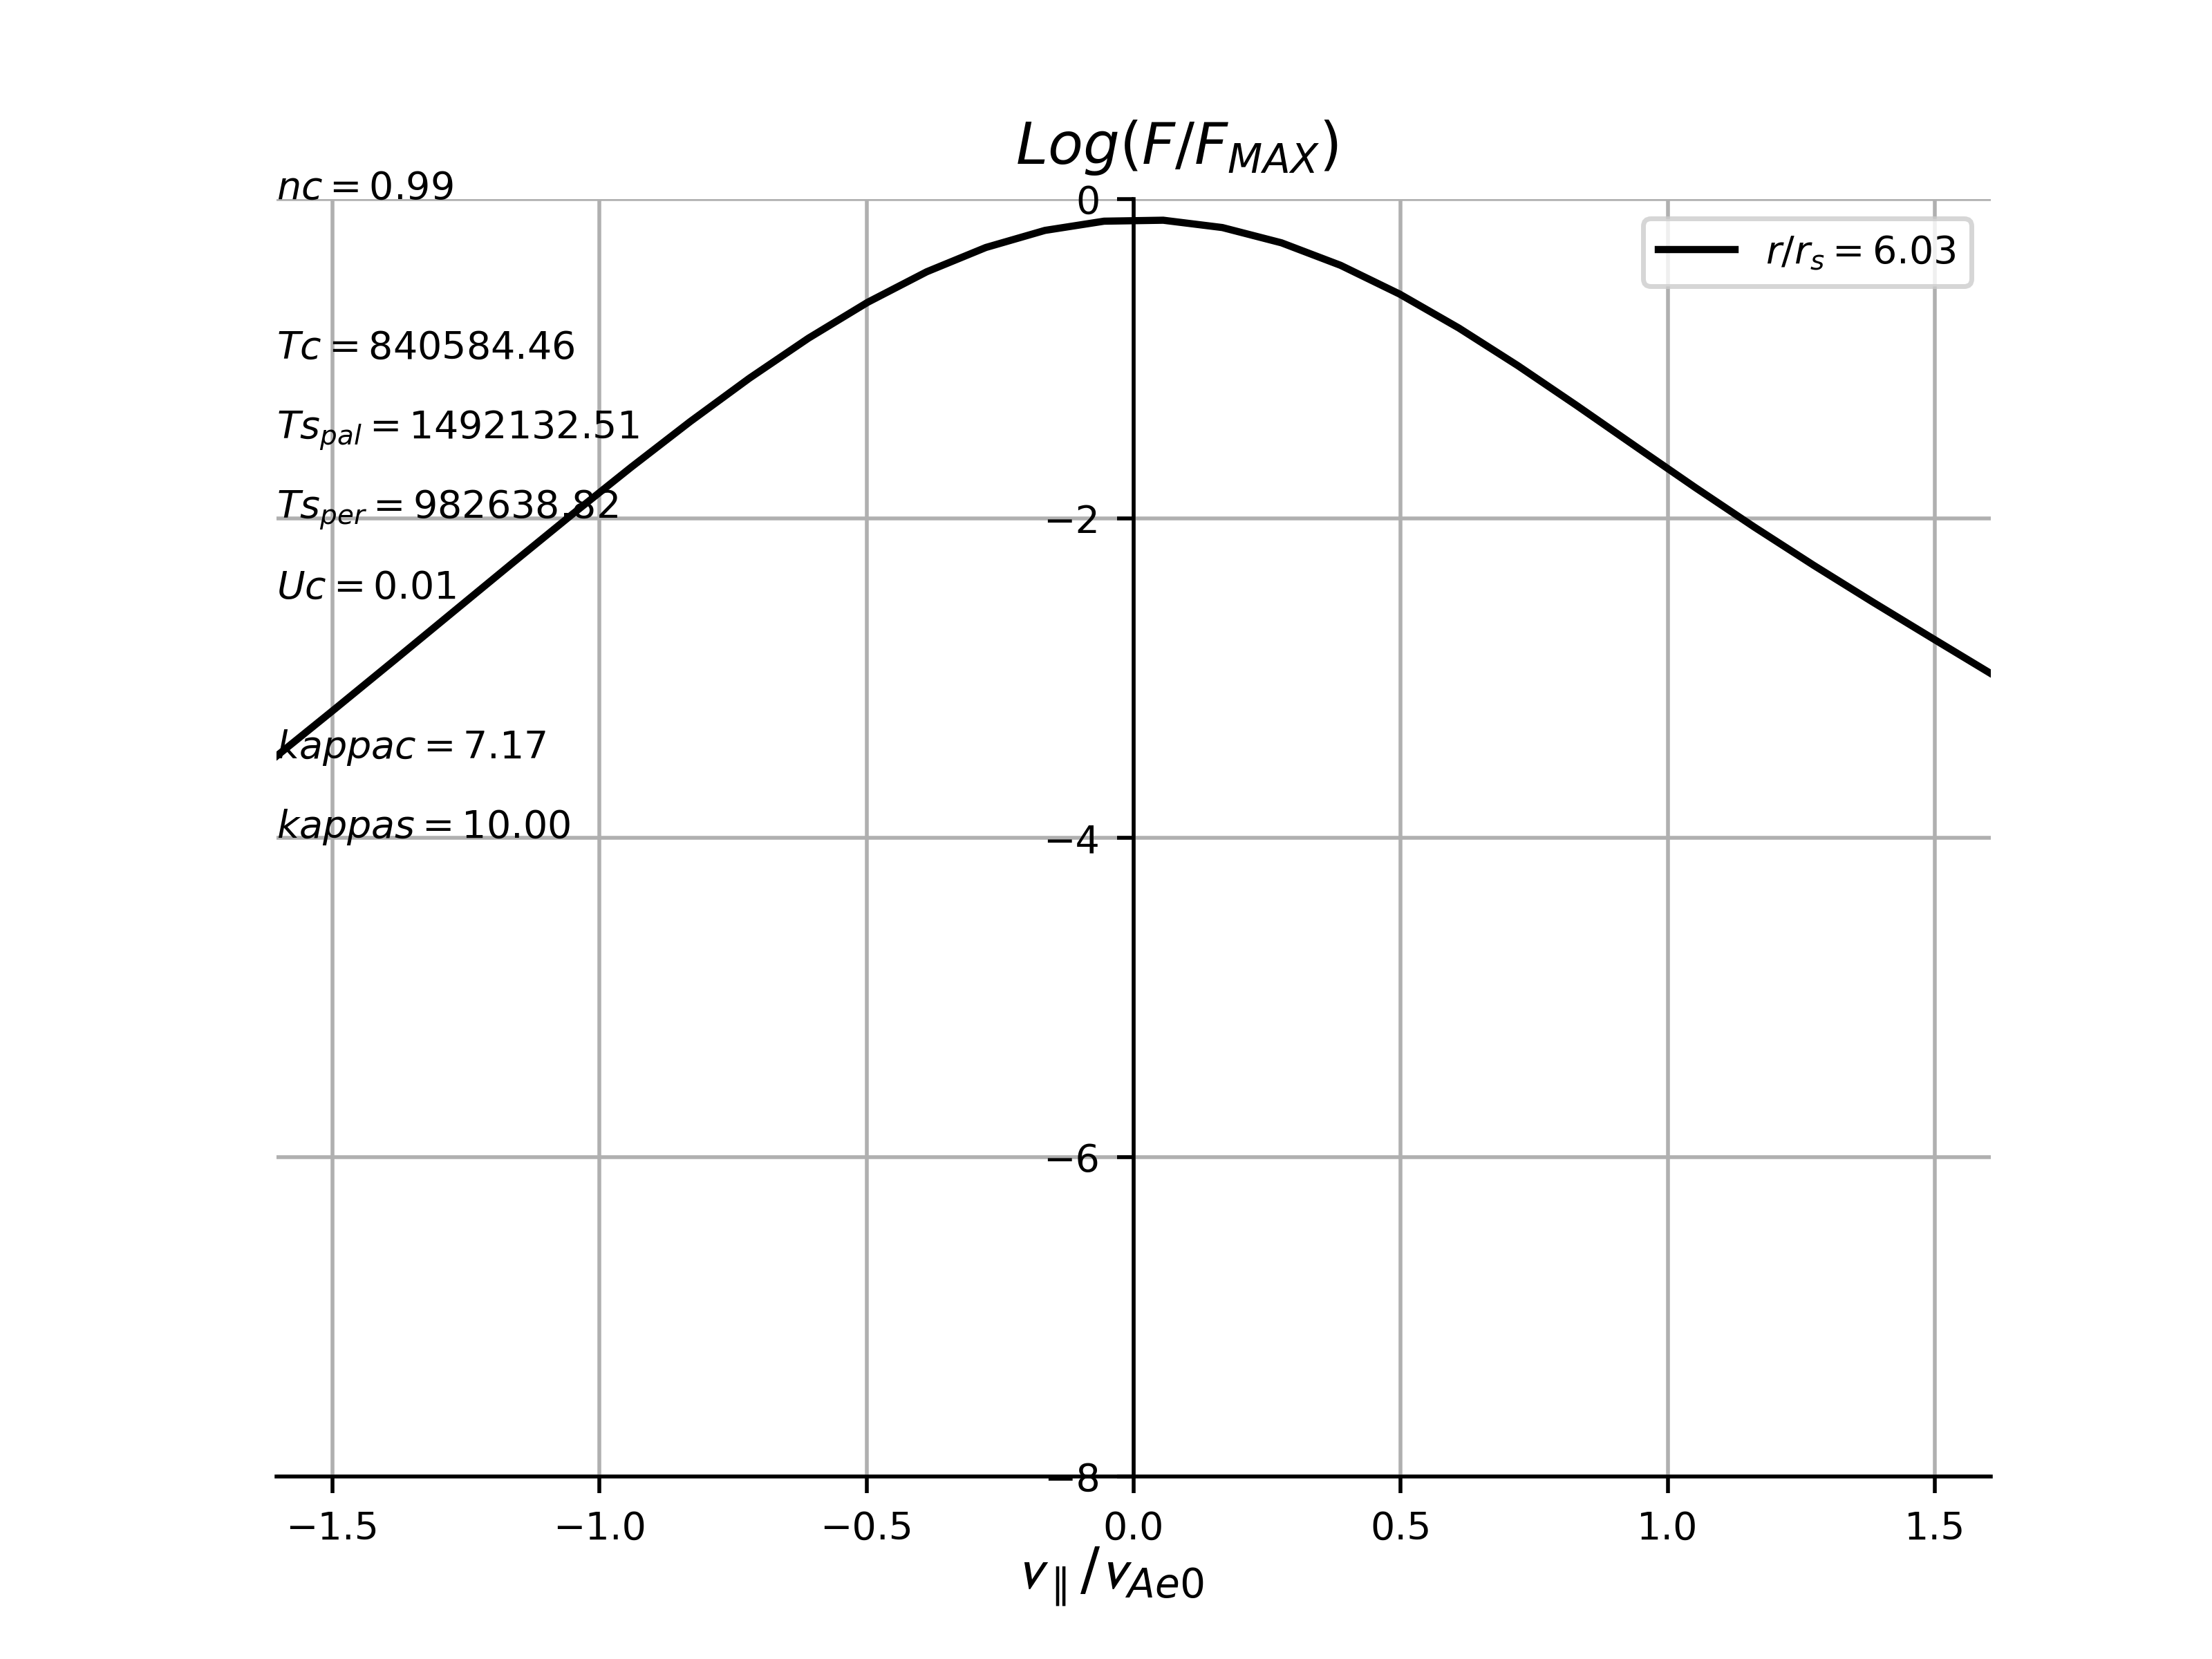 Log(F/F_MAX)
nc = 0.99
0
r/r_s = 6.03
Tc = 840584.46
Ts_pal = 1492132.51
Ts_per = 982638.82
−2
Uc = 0.01
kappac = 7.17
kappas = 10.00
−4
−6
−8
−1.5 −1.0 −0.5 0.0 0.5 1.0 1.5
v_∥/v_Ae0